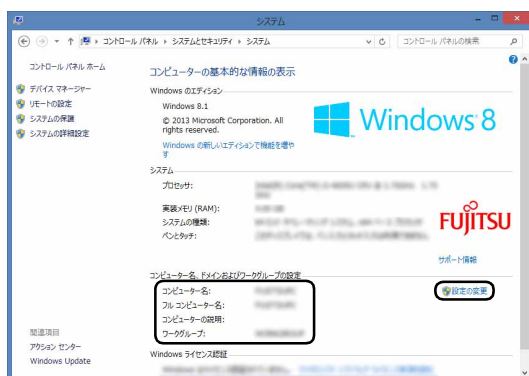 システム
コントロール パネル ▸ システムとセキュリティ ▸ システム
コントロール パネルの検索
コントロール パネル ホーム
デバイス マネージャー
リモートの設定
システムの保護
システムの詳細設定
コンピューターの基本的な情報の表示
Windows のエディション
Windows 8.1
© 2013 Microsoft Corporation. All
rights reserved.
Windows の新しいエディションで機能を増や
す
Windows 8
システム
プロセッサ:
実装メモリ (RAM):
システムの種類:
ペンとタッチ:
FUJITSU
サポート情報
コンピューター名、ドメインおよびワークグループの設定
コンピューター名:
設定の変更
フル コンピューター名:
コンピューターの説明:
ワークグループ:
Windows ライセンス認証
関連項目
アクション センター
Windows Update